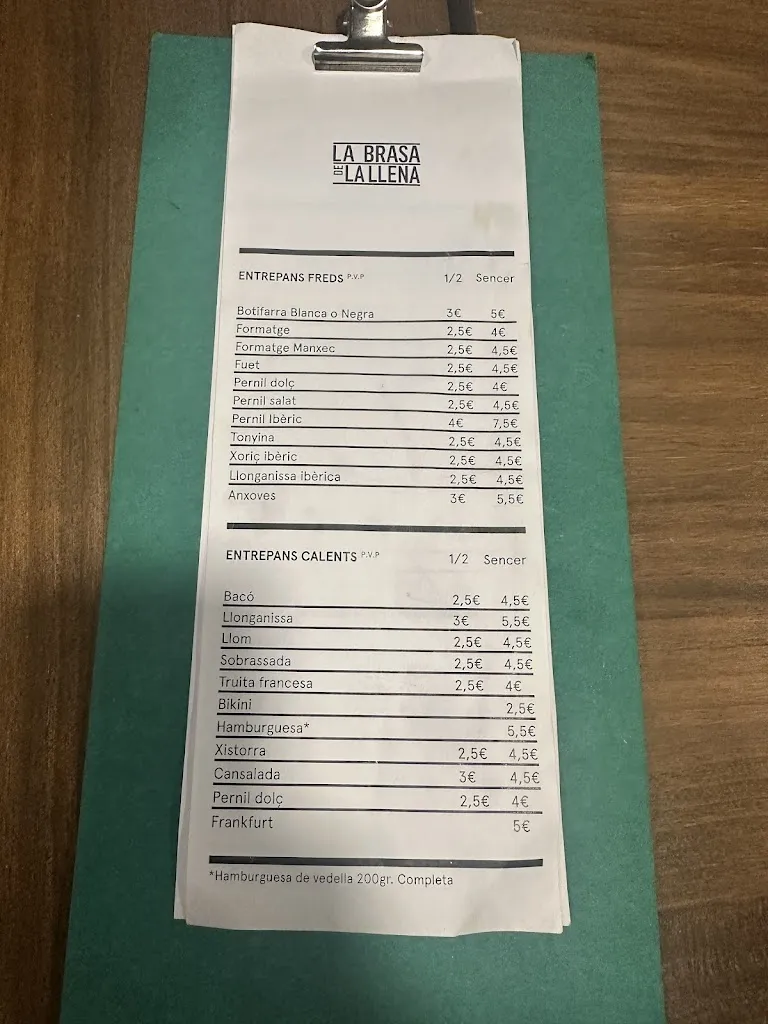 LA BRASA
DE LA LLENA
ENTREPANS FREDS P.V.P 1/2 Sencer
Botifarra Blanca o Negra 3€ 5€
Formatge 2,5€ 4€
Formatge Manxec 2,5€ 4,5€
Fuet 2,5€ 4,5€
Pernil dolç 2,5€ 4€
Pernil salat 2,5€ 4,5€
Pernil Ibèric 4€ 7,5€
Tonyina 2,5€ 4,5€
Xoriç ibèric 2,5€ 4,5€
Llonganissa ibèrica 2,5€ 4,5€
Anxoves 3€ 5,5€
ENTREPANS CALENTS P.V.P 1/2 Sencer
Bacó 2,5€ 4,5€
Llonganissa 3€ 5,5€
Llom 2,5€ 4,5€
Sobrassada 2,5€ 4,5€
Truita francesa 2,5€ 4€
Bikini 2,5€
Hamburguesa* 5,5€
Xistorra 2,5€ 4,5€
Cansalada 3€ 4,5€
Pernil dolç 2,5€ 4€
Frankfurt 5€
*Hamburguesa de vedella 200gr. Completa